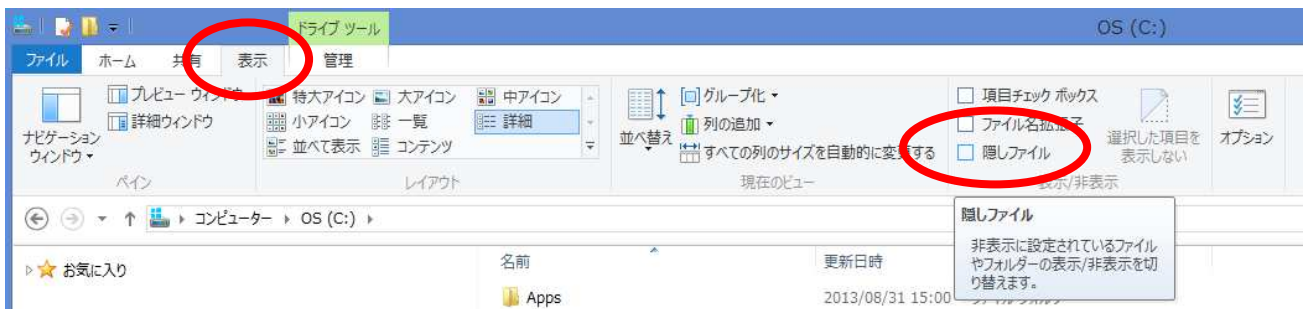 ドライブ ツール
OS (C:)
ファイル ホーム 共有 表示 管理
ナビゲーション
ウィンドウ
プレビュー ウィンドウ
詳細ウィンドウ
特大アイコン 大アイコン 中アイコン
小アイコン 一覧 詳細
並べて表示 コンテンツ
並べ替え
グループ化
列の追加
すべての列のサイズを自動的に変更する
項目チェック ボックス
ファイル名拡張子
隠しファイル
選択した項目を
表示しない
オプション
ペイン レイアウト 現在のビュー 表示/非表示
コンピューター OS (C:)
隠しファイル
非表示に設定されているファイル
やフォルダーの表示/非表示を切
り替えます。
お気に入り
名前 更新日時
Apps 2013/08/31 15:00